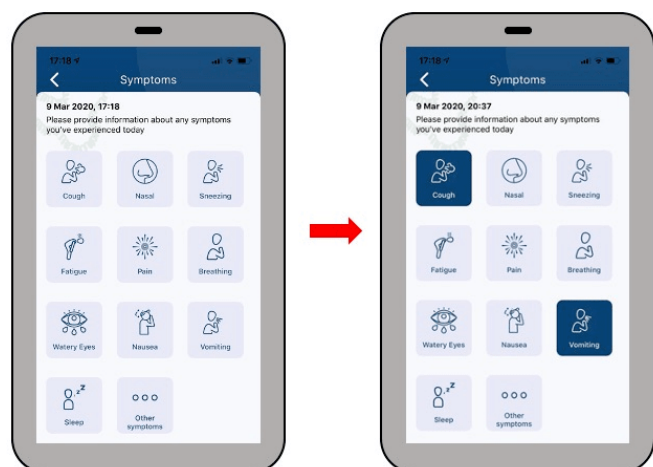 17:18
Symptoms
9 Mar 2020, 17:18
Please provide information about any symptoms
you've experienced today
Cough
Nasal
Sneezing
Fatigue
Pain
Breathing
Watery Eyes
Nausea
Vomiting
Sleep
Other
symptoms
17:18
Symptoms
9 Mar 2020, 20:37
Please provide information about any symptoms
you've experienced today
Cough
Nasal
Sneezing
Fatigue
Pain
Breathing
Watery Eyes
Nausea
Vomiting
Sleep
Other
symptoms